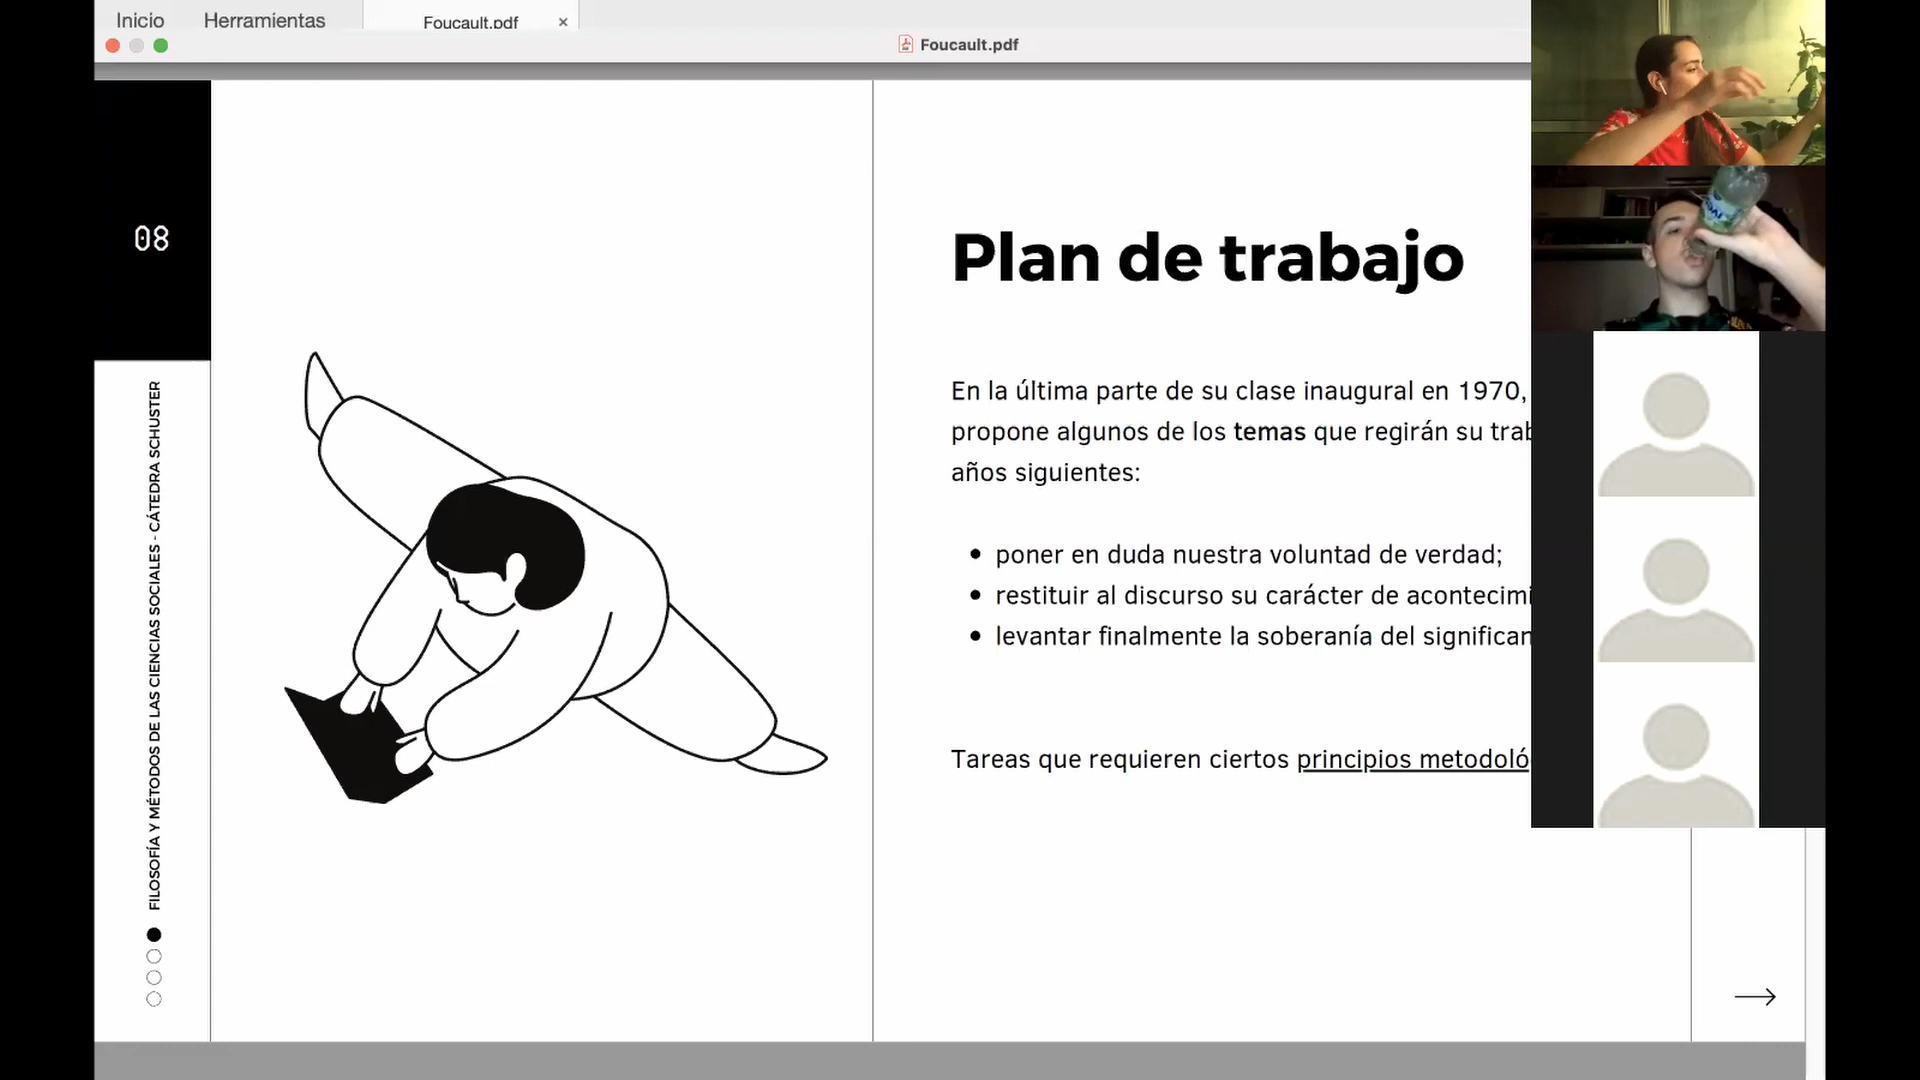 Inicio Herramientas Foucault.pdf ×
Foucault.pdf
08
FILOSOFÍA Y MÉTODOS DE LAS CIENCIAS SOCIALES - CÁTEDRA SCHUSTER
Plan de trabajo
En la última parte de su clase inaugural en 1970,
propone algunos de los temas que regirán su trab
años siguientes:
• poner en duda nuestra voluntad de verdad;
• restituir al discurso su carácter de acontecimi
• levantar finalmente la soberanía del significan
Tareas que requieren ciertos principios metodoló